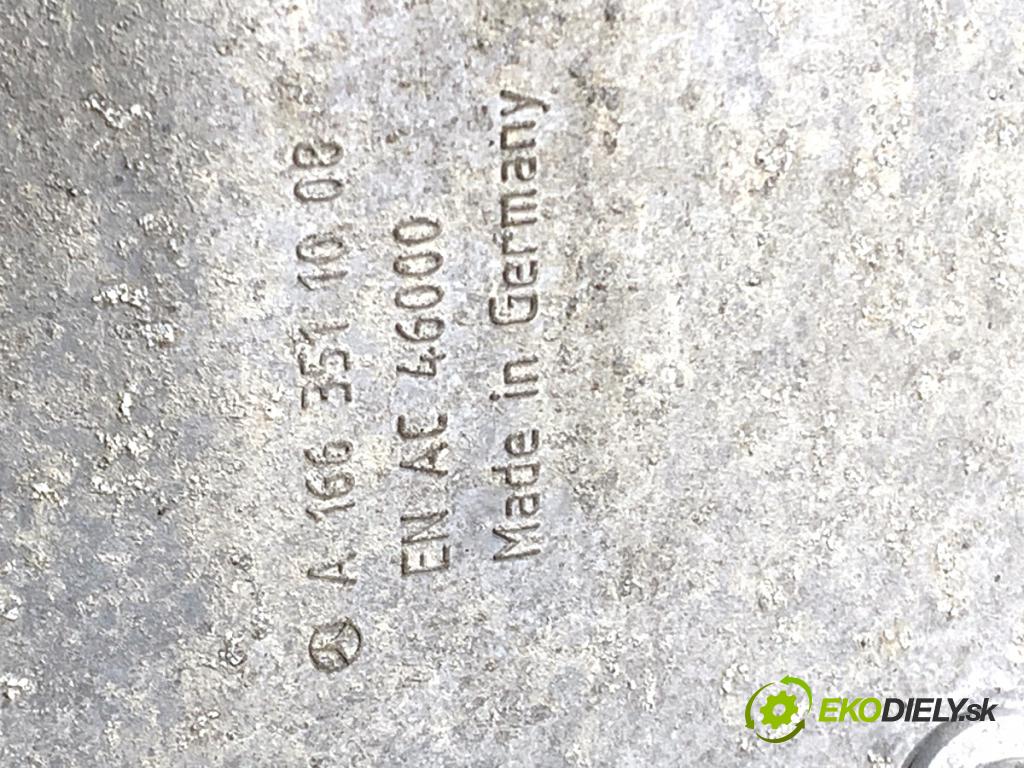 A 166 351 10 08
EN AC 46000
Made in Germany
EKODIELY.sk